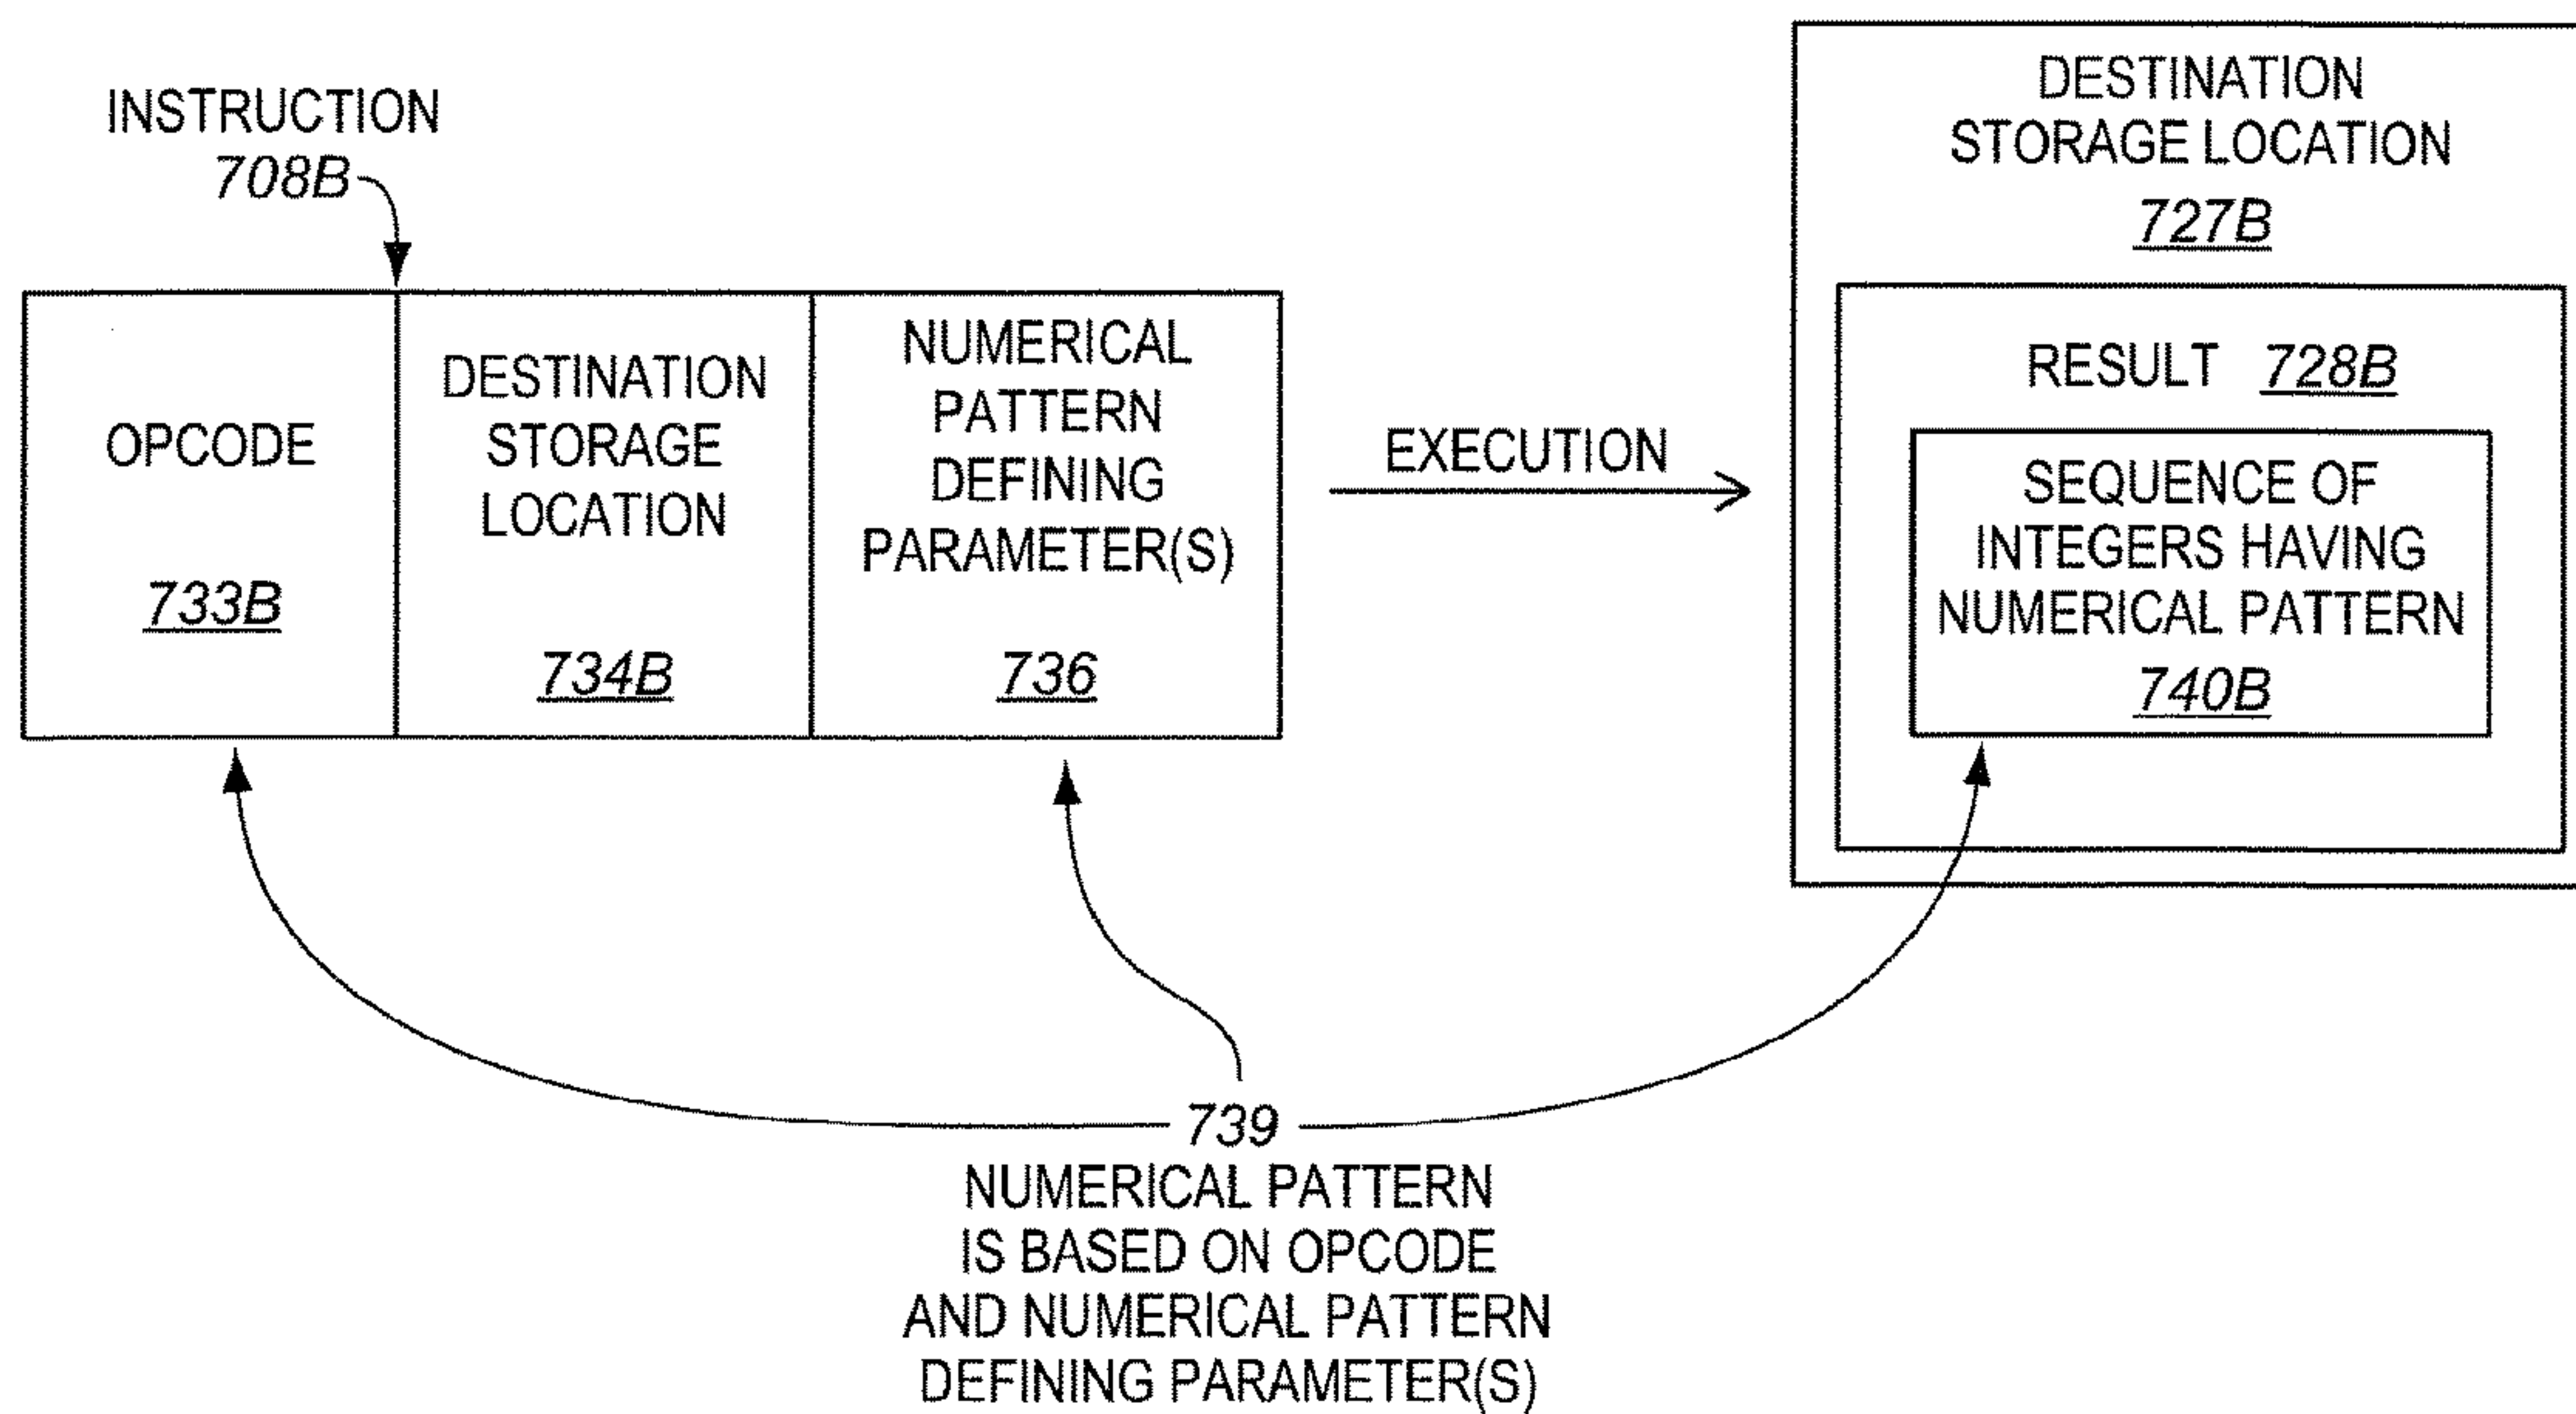 INSTRUCTION
708B
OPCODE
733B
DESTINATION
STORAGE
LOCATION
734B
NUMERICAL
PATTERN
DEFINING
PARAMETER(S)
736
EXECUTION
DESTINATION
STORAGE LOCATION
727B
RESULT 728B
SEQUENCE OF
INTEGERS HAVING
NUMERICAL PATTERN
740B
739
NUMERICAL PATTERN
IS BASED ON OPCODE
AND NUMERICAL PATTERN
DEFINING PARAMETER(S)